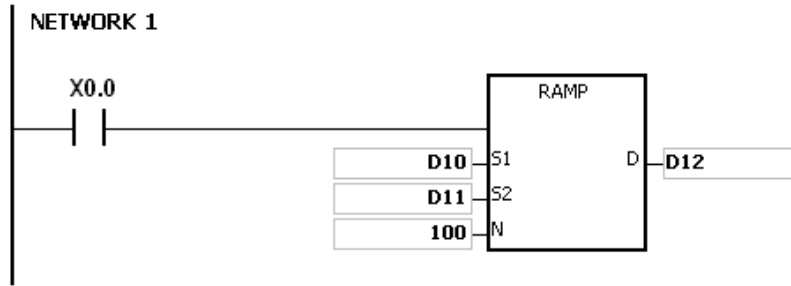 NETWORK 1
X0.0
RAMP
D10 S1 D D12
D11 S2
100 N